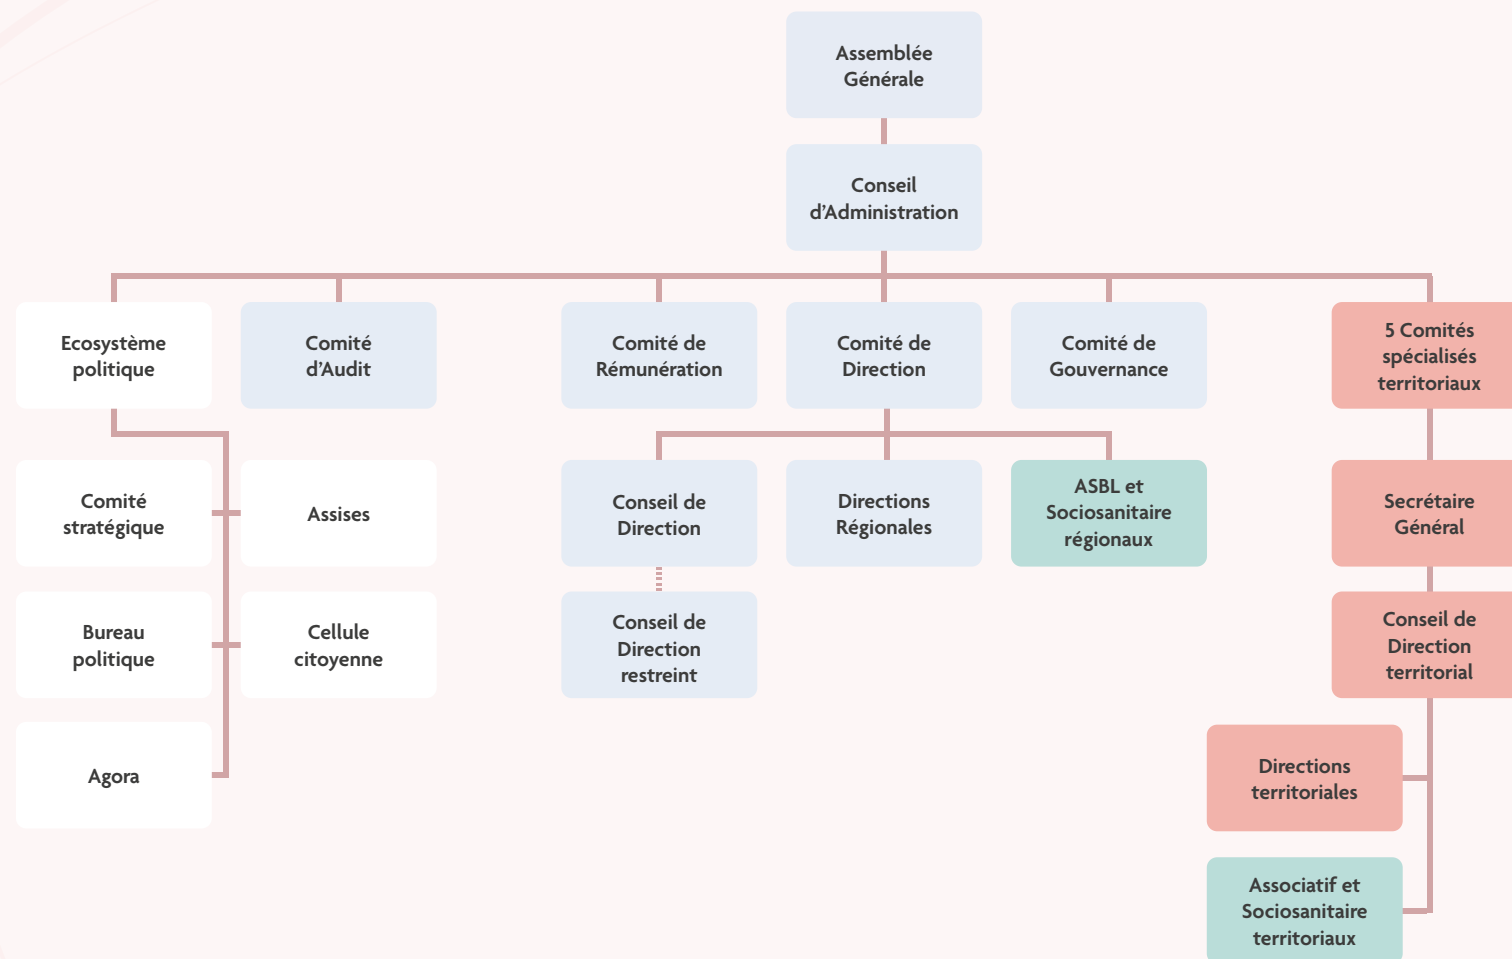 Assemblée
Générale
Conseil
d’Administration
Ecosystème
politique
Comité
d’Audit
Comité de
Rémunération
Comité de
Direction
Comité de
Gouvernance
5 Comités
spécialisés
territoriaux
Comité
stratégique
Assises
Conseil de
Direction
Directions
Régionales
ASBL et
Sociosanitaire
régionaux
Secrétaire
Général
Bureau
politique
Cellule
citoyenne
Conseil de
Direction
restreint
Conseil de
Direction
territorial
Agora
Directions
territoriales
Associatif et
Sociosanitaire
territoriaux